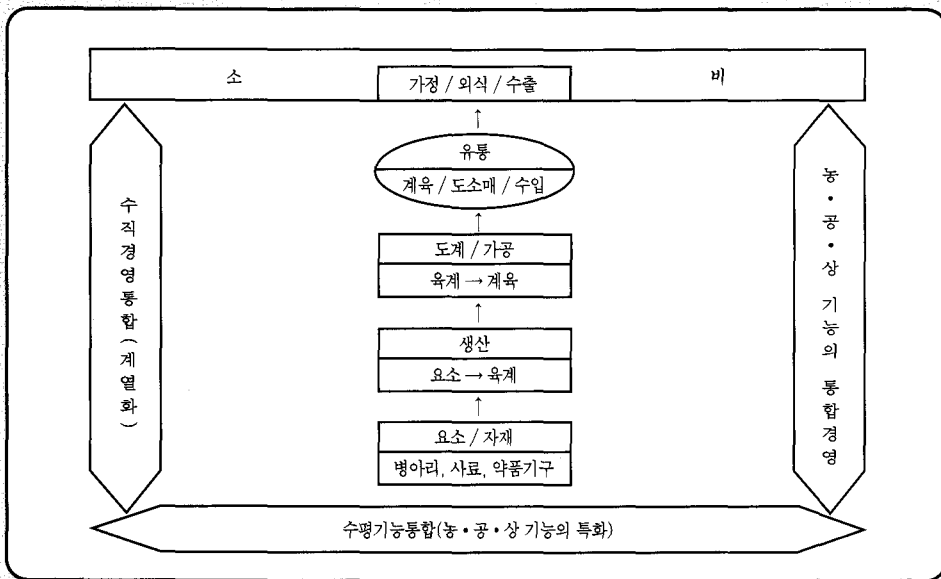 소 비
가정 / 외식 / 수출
↑
유통
계육 / 도소매 / 수입
↑
도계 / 가공
육계 → 계육
↑
생산
요소 → 육계
↑
요소 / 자재
병아리, 사료, 약품기구
수직경영통합(계열화)
농・공・상 기능의 통합경영
수평기능통합(농・공・상 기능의 특화)